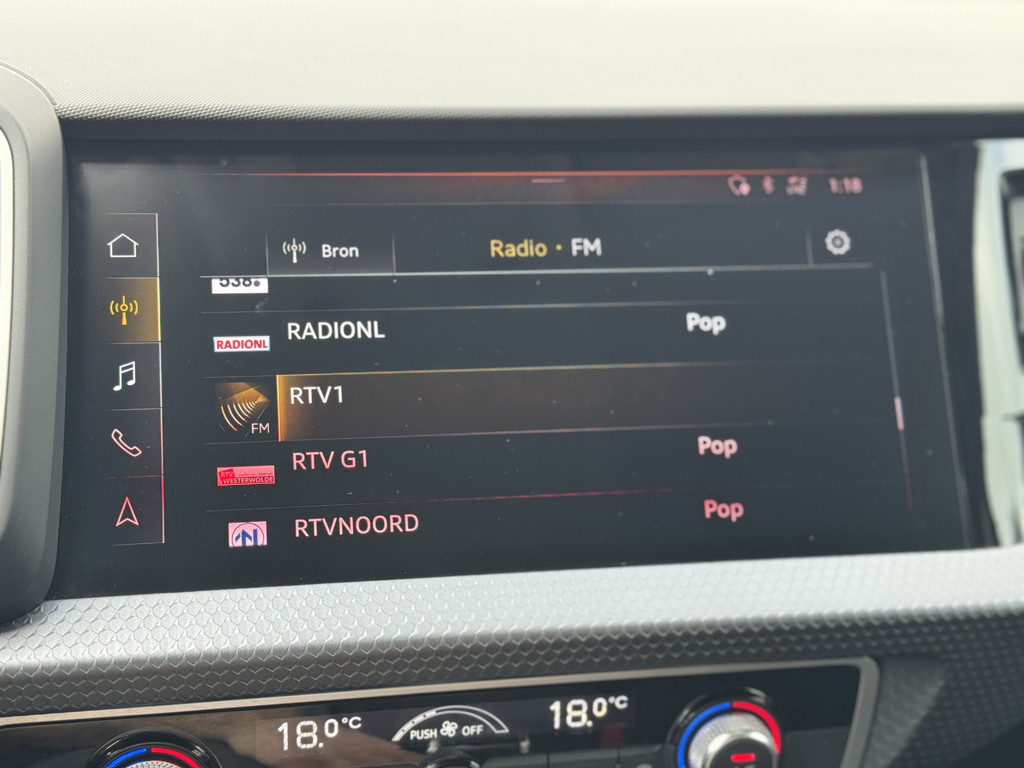 1:18
Bron
Radio • FM
538
RADIONL
RADIONL
Pop
FM
RTV1
RTV
WESTERWOLDE
RTV G1
Pop
RTVNOORD
Pop
18.0°C
PUSH OFF
18.0°C